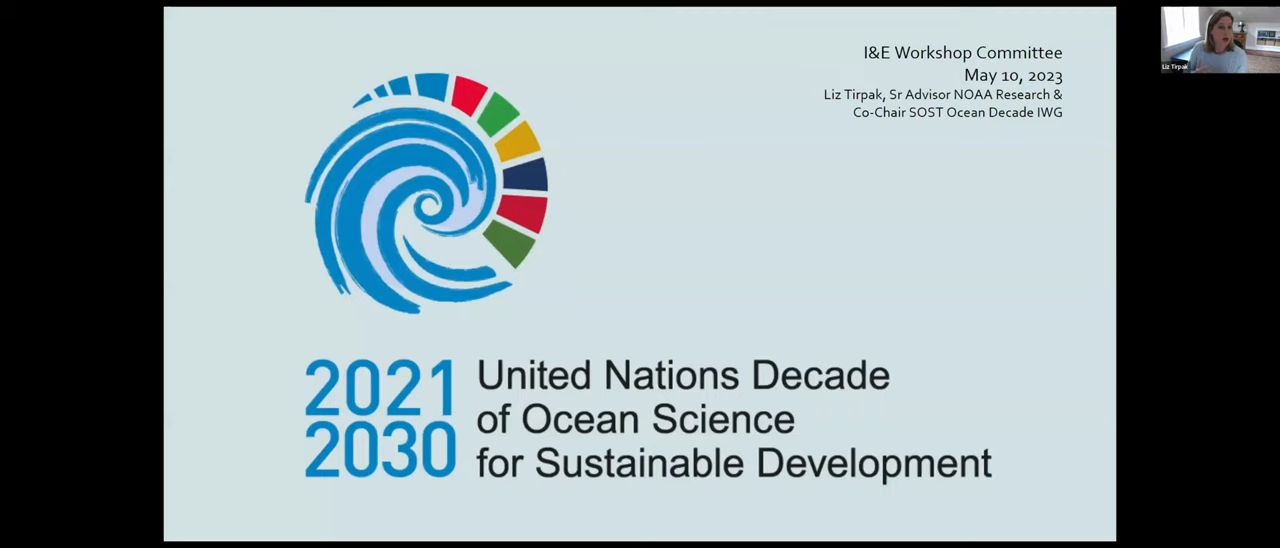 I&E Workshop Committee
May 10, 2023
Liz Tirpak, Sr Advisor NOAA Research &
Co-Chair SOST Ocean Decade IWG
Liz Tirpak
2021
2030
United Nations Decade
of Ocean Science
for Sustainable Development